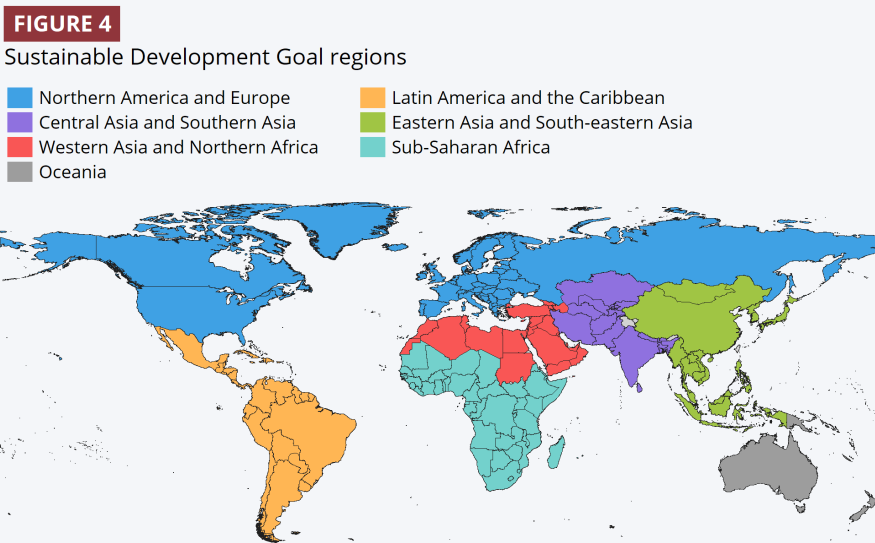 FIGURE 4
Sustainable Development Goal regions
Northern America and Europe
Latin America and the Caribbean
Central Asia and Southern Asia
Eastern Asia and South-eastern Asia
Western Asia and Northern Africa
Sub-Saharan Africa
Oceania